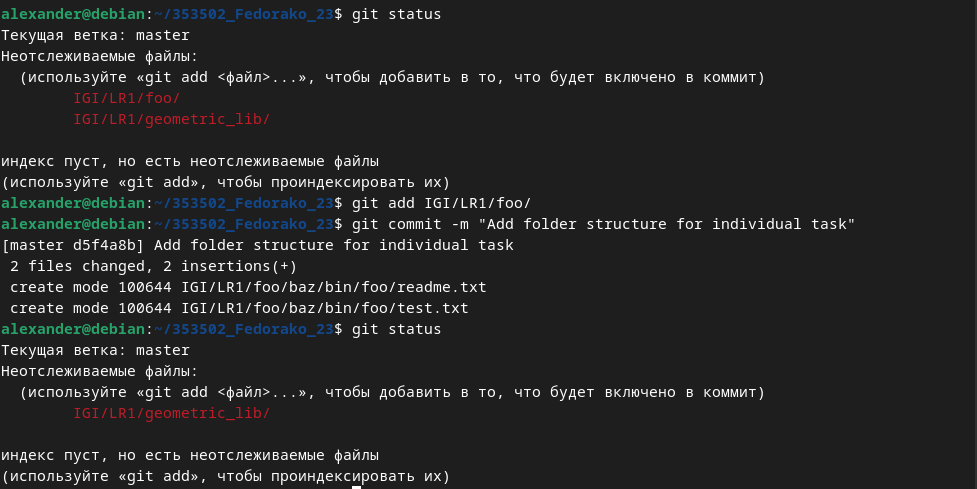 alexander@debian:~/353502_Fedorako_23$ git status
Текущая ветка: master
Неотслеживаемые файлы:
  (используйте «git add <файл>...», чтобы добавить в то, что будет включено в коммит)
        IGI/LR1/foo/
        IGI/LR1/geometric_lib/

индекс пуст, но есть неотслеживаемые файлы
(используйте «git add», чтобы проиндексировать их)
alexander@debian:~/353502_Fedorako_23$ git add IGI/LR1/foo/
alexander@debian:~/353502_Fedorako_23$ git commit -m "Add folder structure for individual task"
[master d5f4a8b] Add folder structure for individual task
 2 files changed, 2 insertions(+)
 create mode 100644 IGI/LR1/foo/baz/bin/foo/readme.txt
 create mode 100644 IGI/LR1/foo/baz/bin/foo/test.txt
alexander@debian:~/353502_Fedorako_23$ git status
Текущая ветка: master
Неотслеживаемые файлы:
  (используйте «git add <файл>...», чтобы добавить в то, что будет включено в коммит)
        IGI/LR1/geometric_lib/

индекс пуст, но есть неотслеживаемые файлы
(используйте «git add», чтобы проиндексировать их)